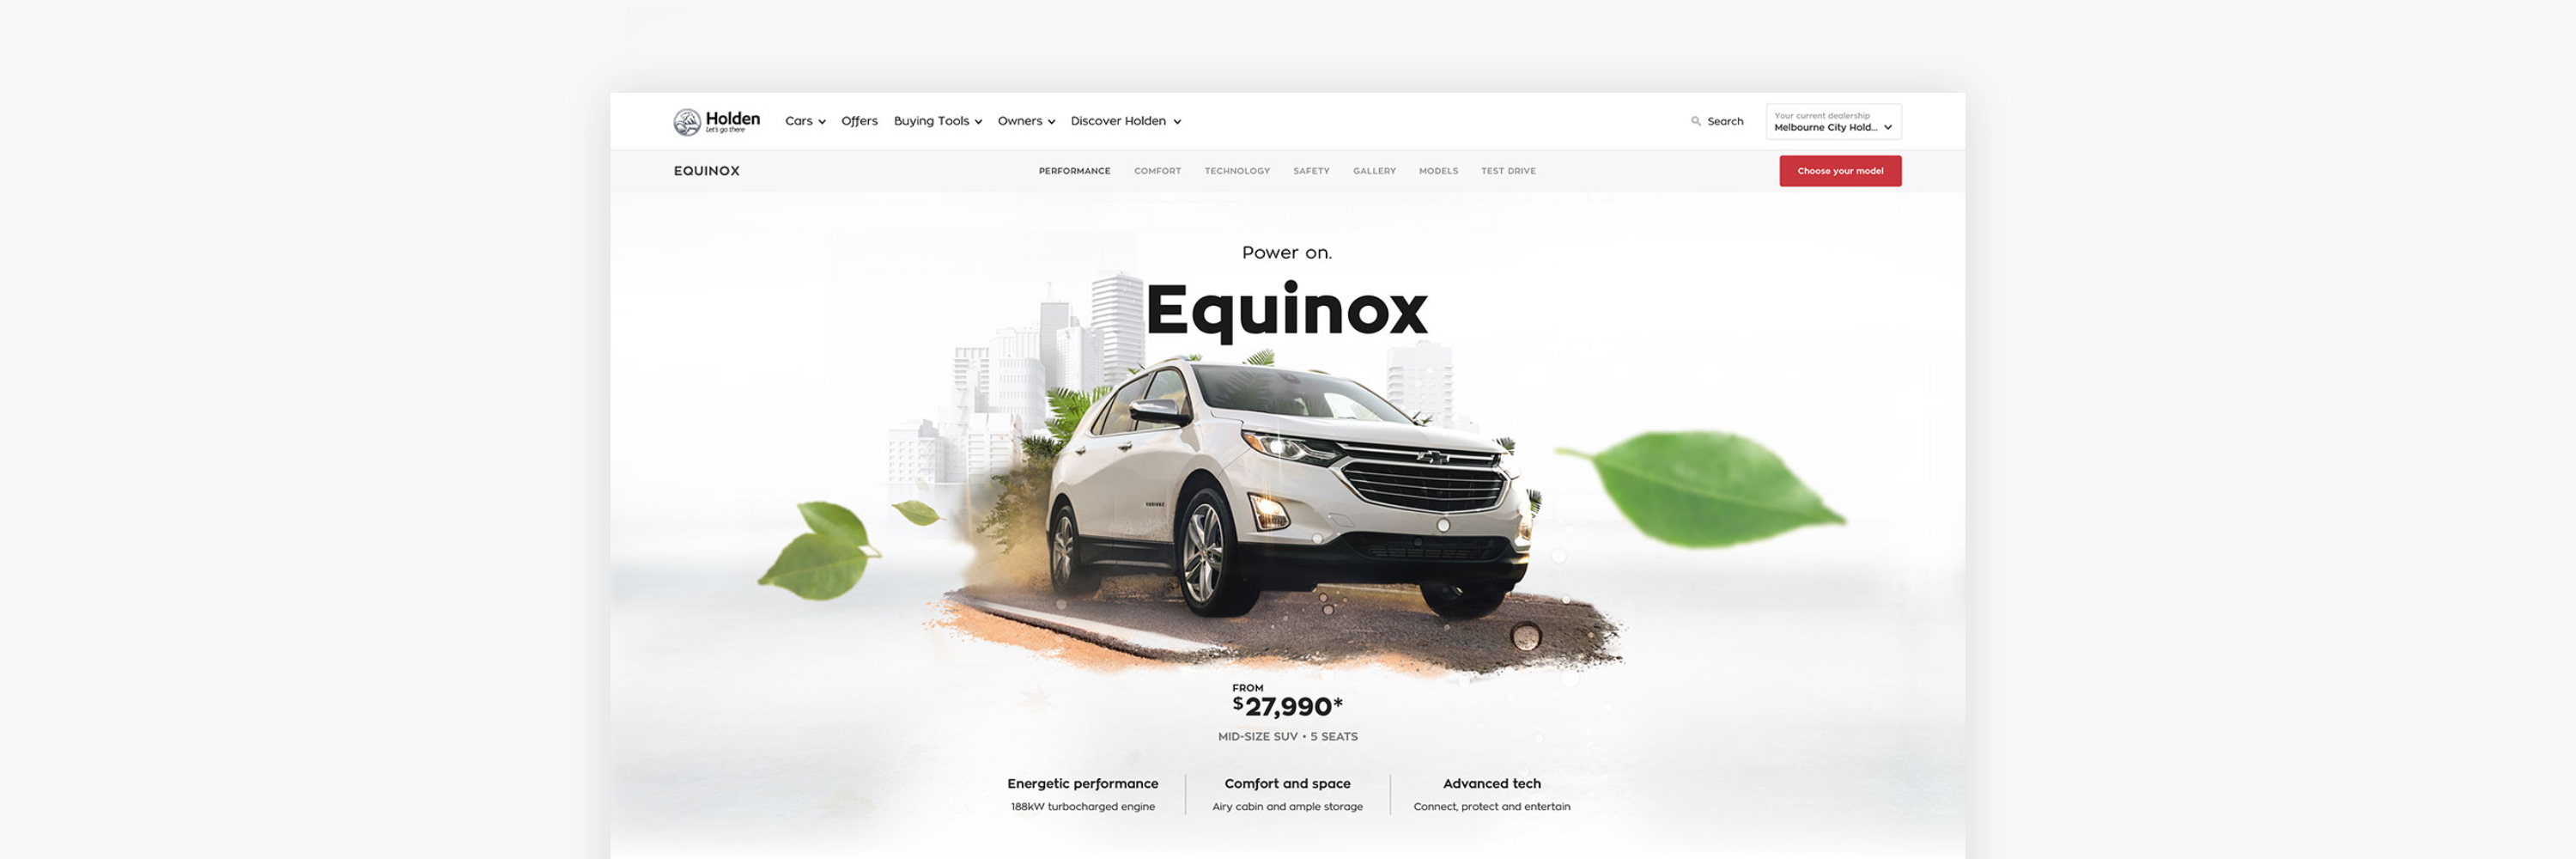 Holden
Let's go there
Cars
Offers
Buying Tools
Owners
Discover Holden
Search
Your current dealership
Melbourne City Hold...
EQUINOX
PERFORMANCE
COMFORT
TECHNOLOGY
SAFETY
GALLERY
MODELS
TEST DRIVE
Choose your model
Power on.
Equinox
FROM
$27,990*
MID-SIZE SUV • 5 SEATS
Energetic performance
188kW turbocharged engine
Comfort and space
Airy cabin and ample storage
Advanced tech
Connect, protect and entertain